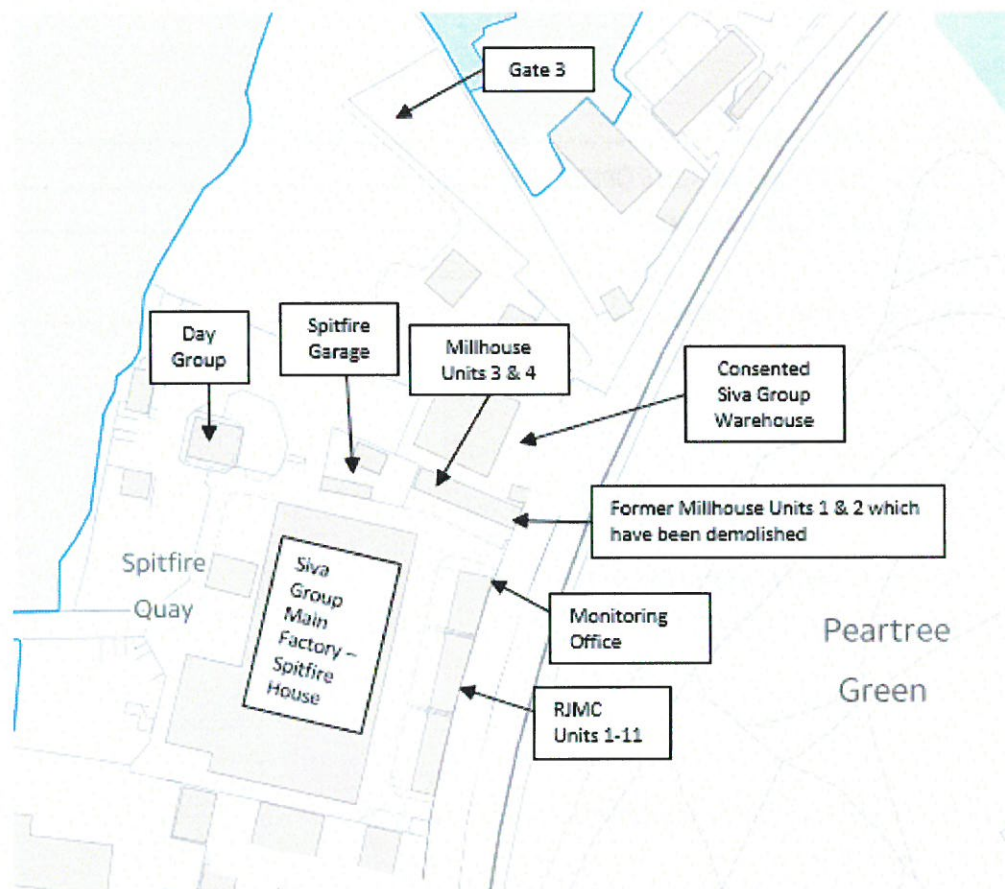 Gate 3
Day
Group
Spitfire
Garage
Millhouse
Units 3 & 4
Consented
Siva Group
Warehouse
Former Millhouse Units 1 & 2 which
have been demolished
Siva
Group
Main
Factory –
Spitfire
House
Spitfire
Quay
Monitoring
Office
Peartree
Green
RJMC
Units 1-11